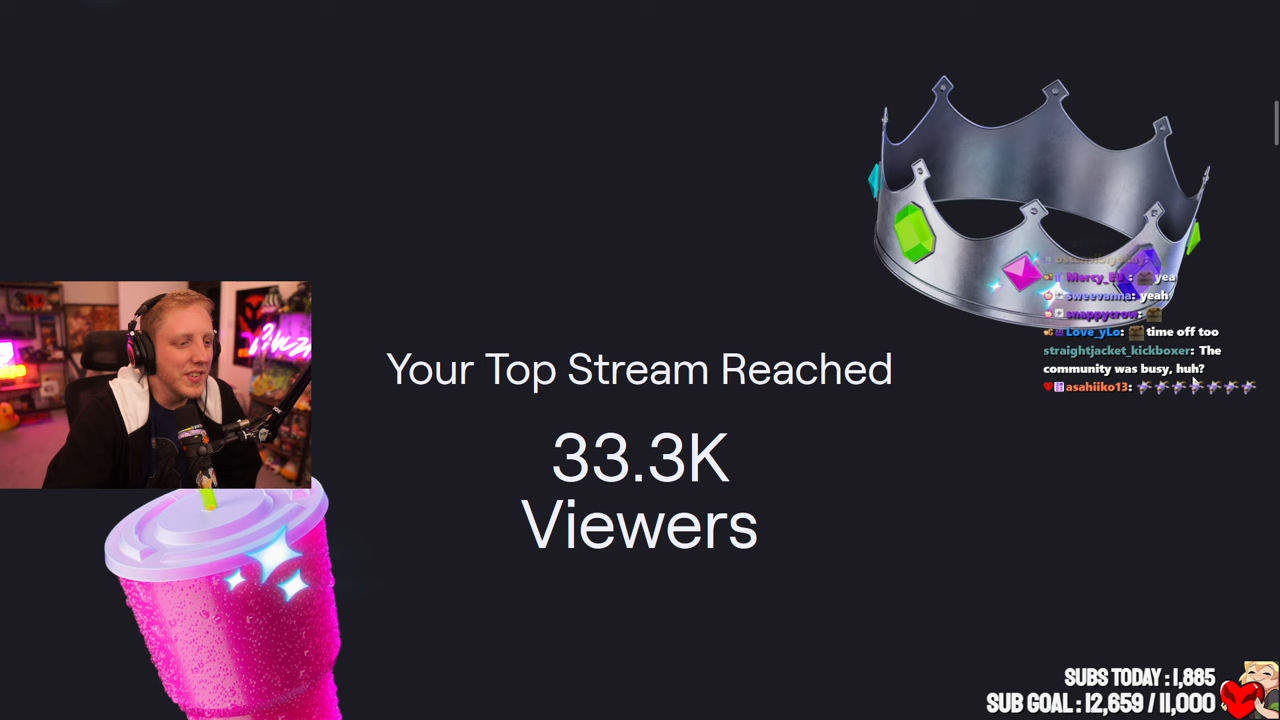 Your Top Stream Reached
33.3K
Viewers
Mercy_E : yea
sweevanna: yeah
snappycrow:
Love_yLo: time off too
straightjacket_kickboxer: The
community was busy, huh?
asahiiko13:
SUBS TODAY : 1,885
SUB GOAL : 12,659 / 11,000